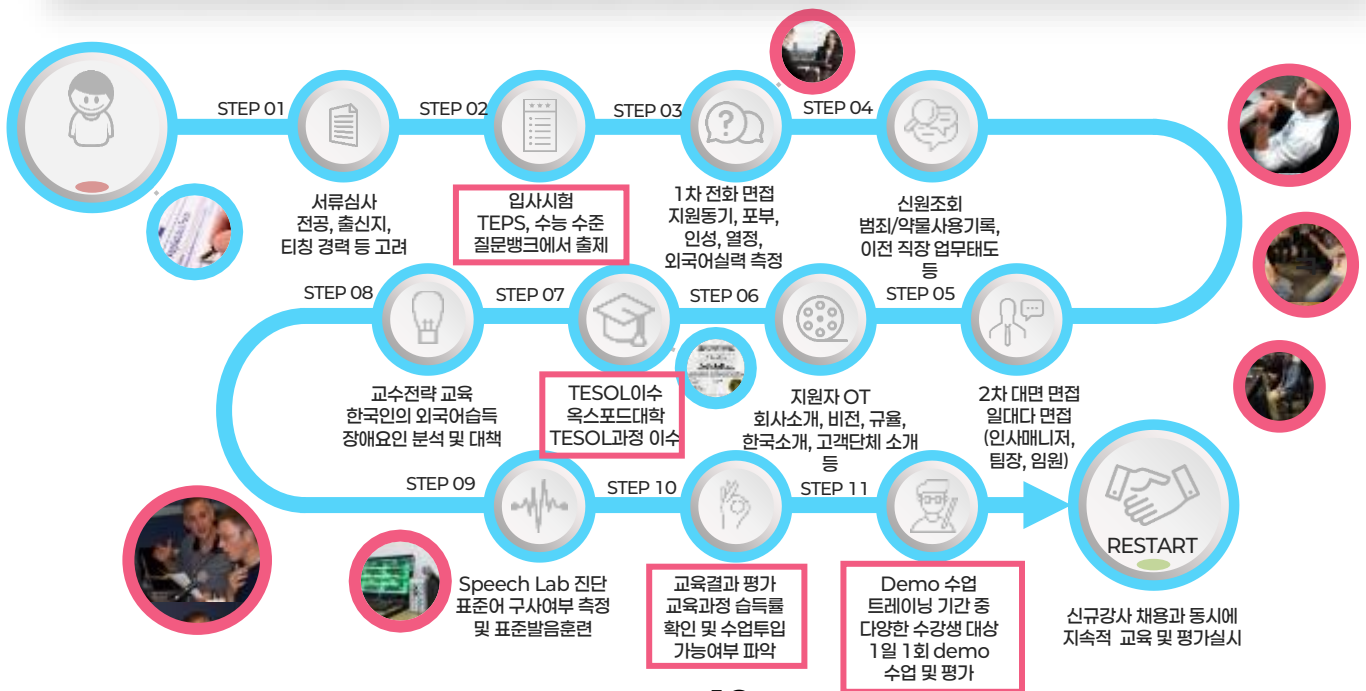 STEP 01
STEP 02
STEP 03
STEP 04
서류심사
전공, 출신지,
티칭 경력 등 고려
입사시험
TEPS, 수능 수준
질문뱅크에서 출제
1차 전화 면접
지원동기, 포부,
인성, 열정,
외국어실력 측정
신원조회
범죄/약물사용기록,
이전 직장 업무태도
등
STEP 05
2차 대면 면접
일대다 면접
(인사매니저,
팀장, 임원)
STEP 06
지원자 OT
회사소개, 비전, 규율,
한국소개, 고객단체 소개
등
STEP 07
TESOL이수
옥스포드대학
TESOL과정 이수
STEP 08
교수전략 교육
한국인의 외국어습득
장애요인 분석 및 대책
STEP 09
Speech Lab 진단
표준어 구사여부 측정
및 표준발음훈련
STEP 10
교육결과 평가
교육과정 습득률
확인 및 수업투입
가능여부 파악
STEP 11
Demo 수업
트레이닝 기간 중
다양한 수강생 대상
1일 1회 demo
수업 및 평가
RESTART
신규강사 채용과 동시에
지속적 교육 및 평가실시